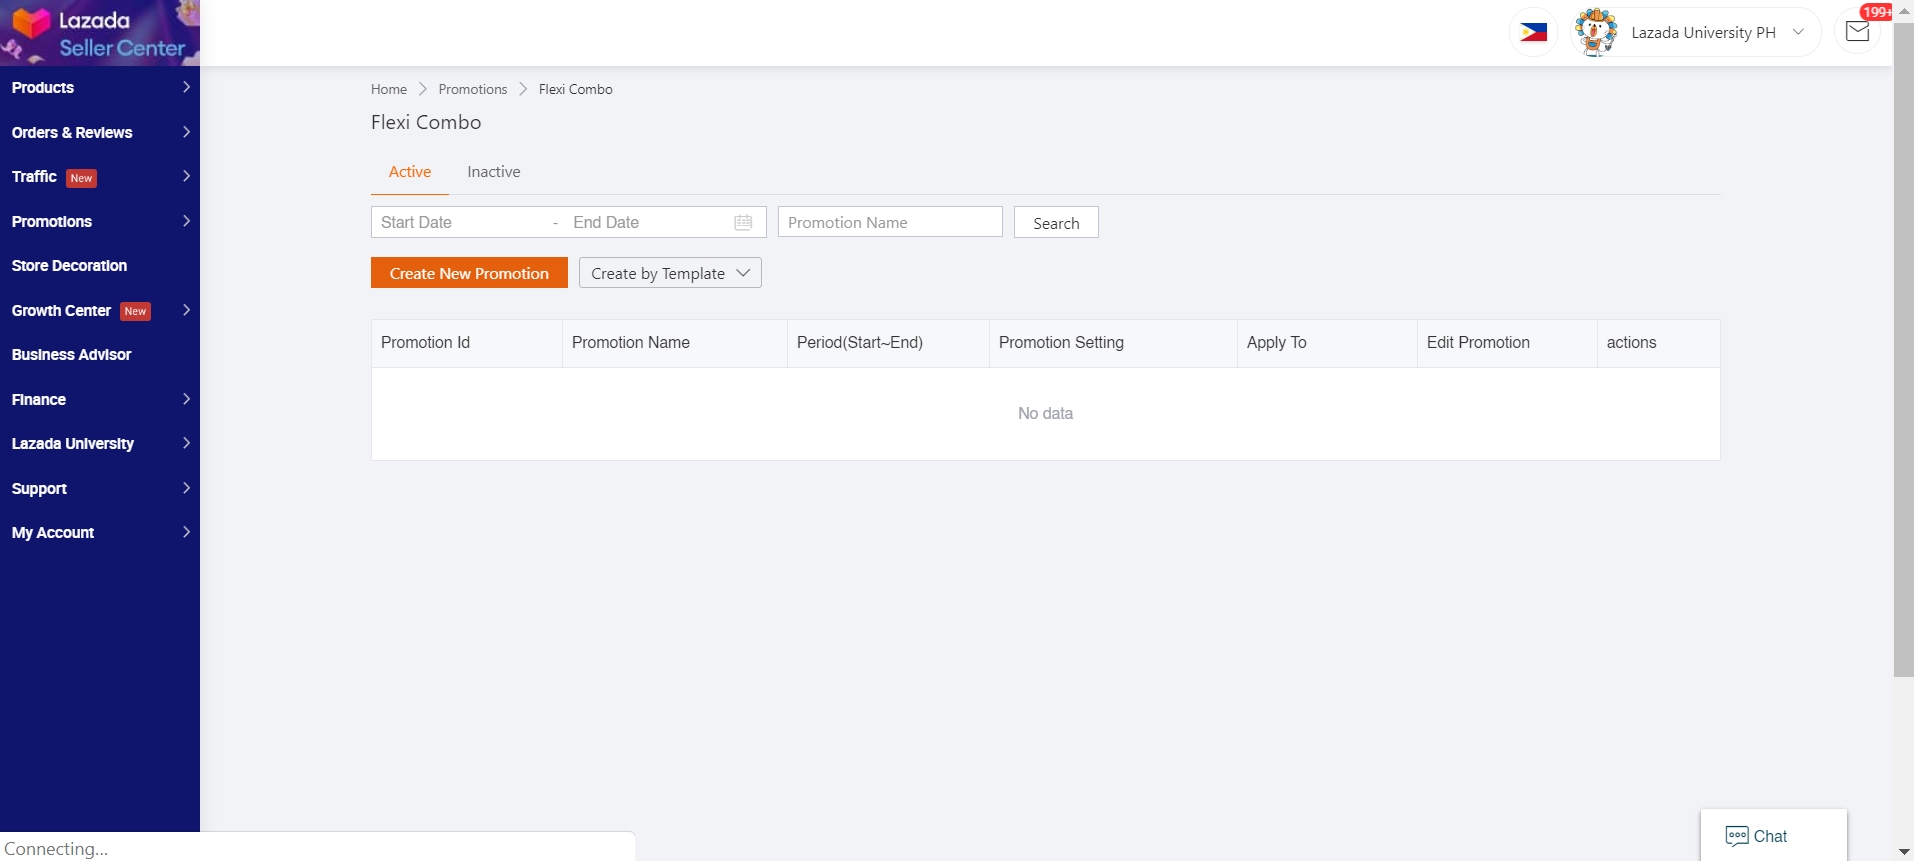 Lazada
Seller Center
Lazada University PH
199+
Products
Orders & Reviews
Traffic New
Promotions
Store Decoration
Growth Center New
Business Advisor
Finance
Lazada University
Support
My Account
Home > Promotions > Flexi Combo
Flexi Combo
Active Inactive
Start Date - End Date Promotion Name Search
Create New Promotion Create by Template
Promotion Id Promotion Name Period(Start~End) Promotion Setting Apply To Edit Promotion actions
No data
Chat
Connecting...